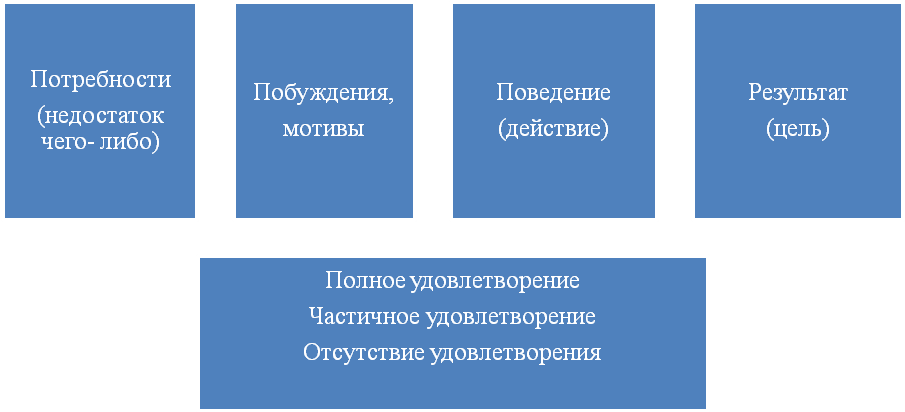 Потребности
(недостаток
чего- либо)
Побуждения,
мотивы
Поведение
(действие)
Результат
(цель)
Полное удовлетворение
Частичное удовлетворение
Отсутствие удовлетворения